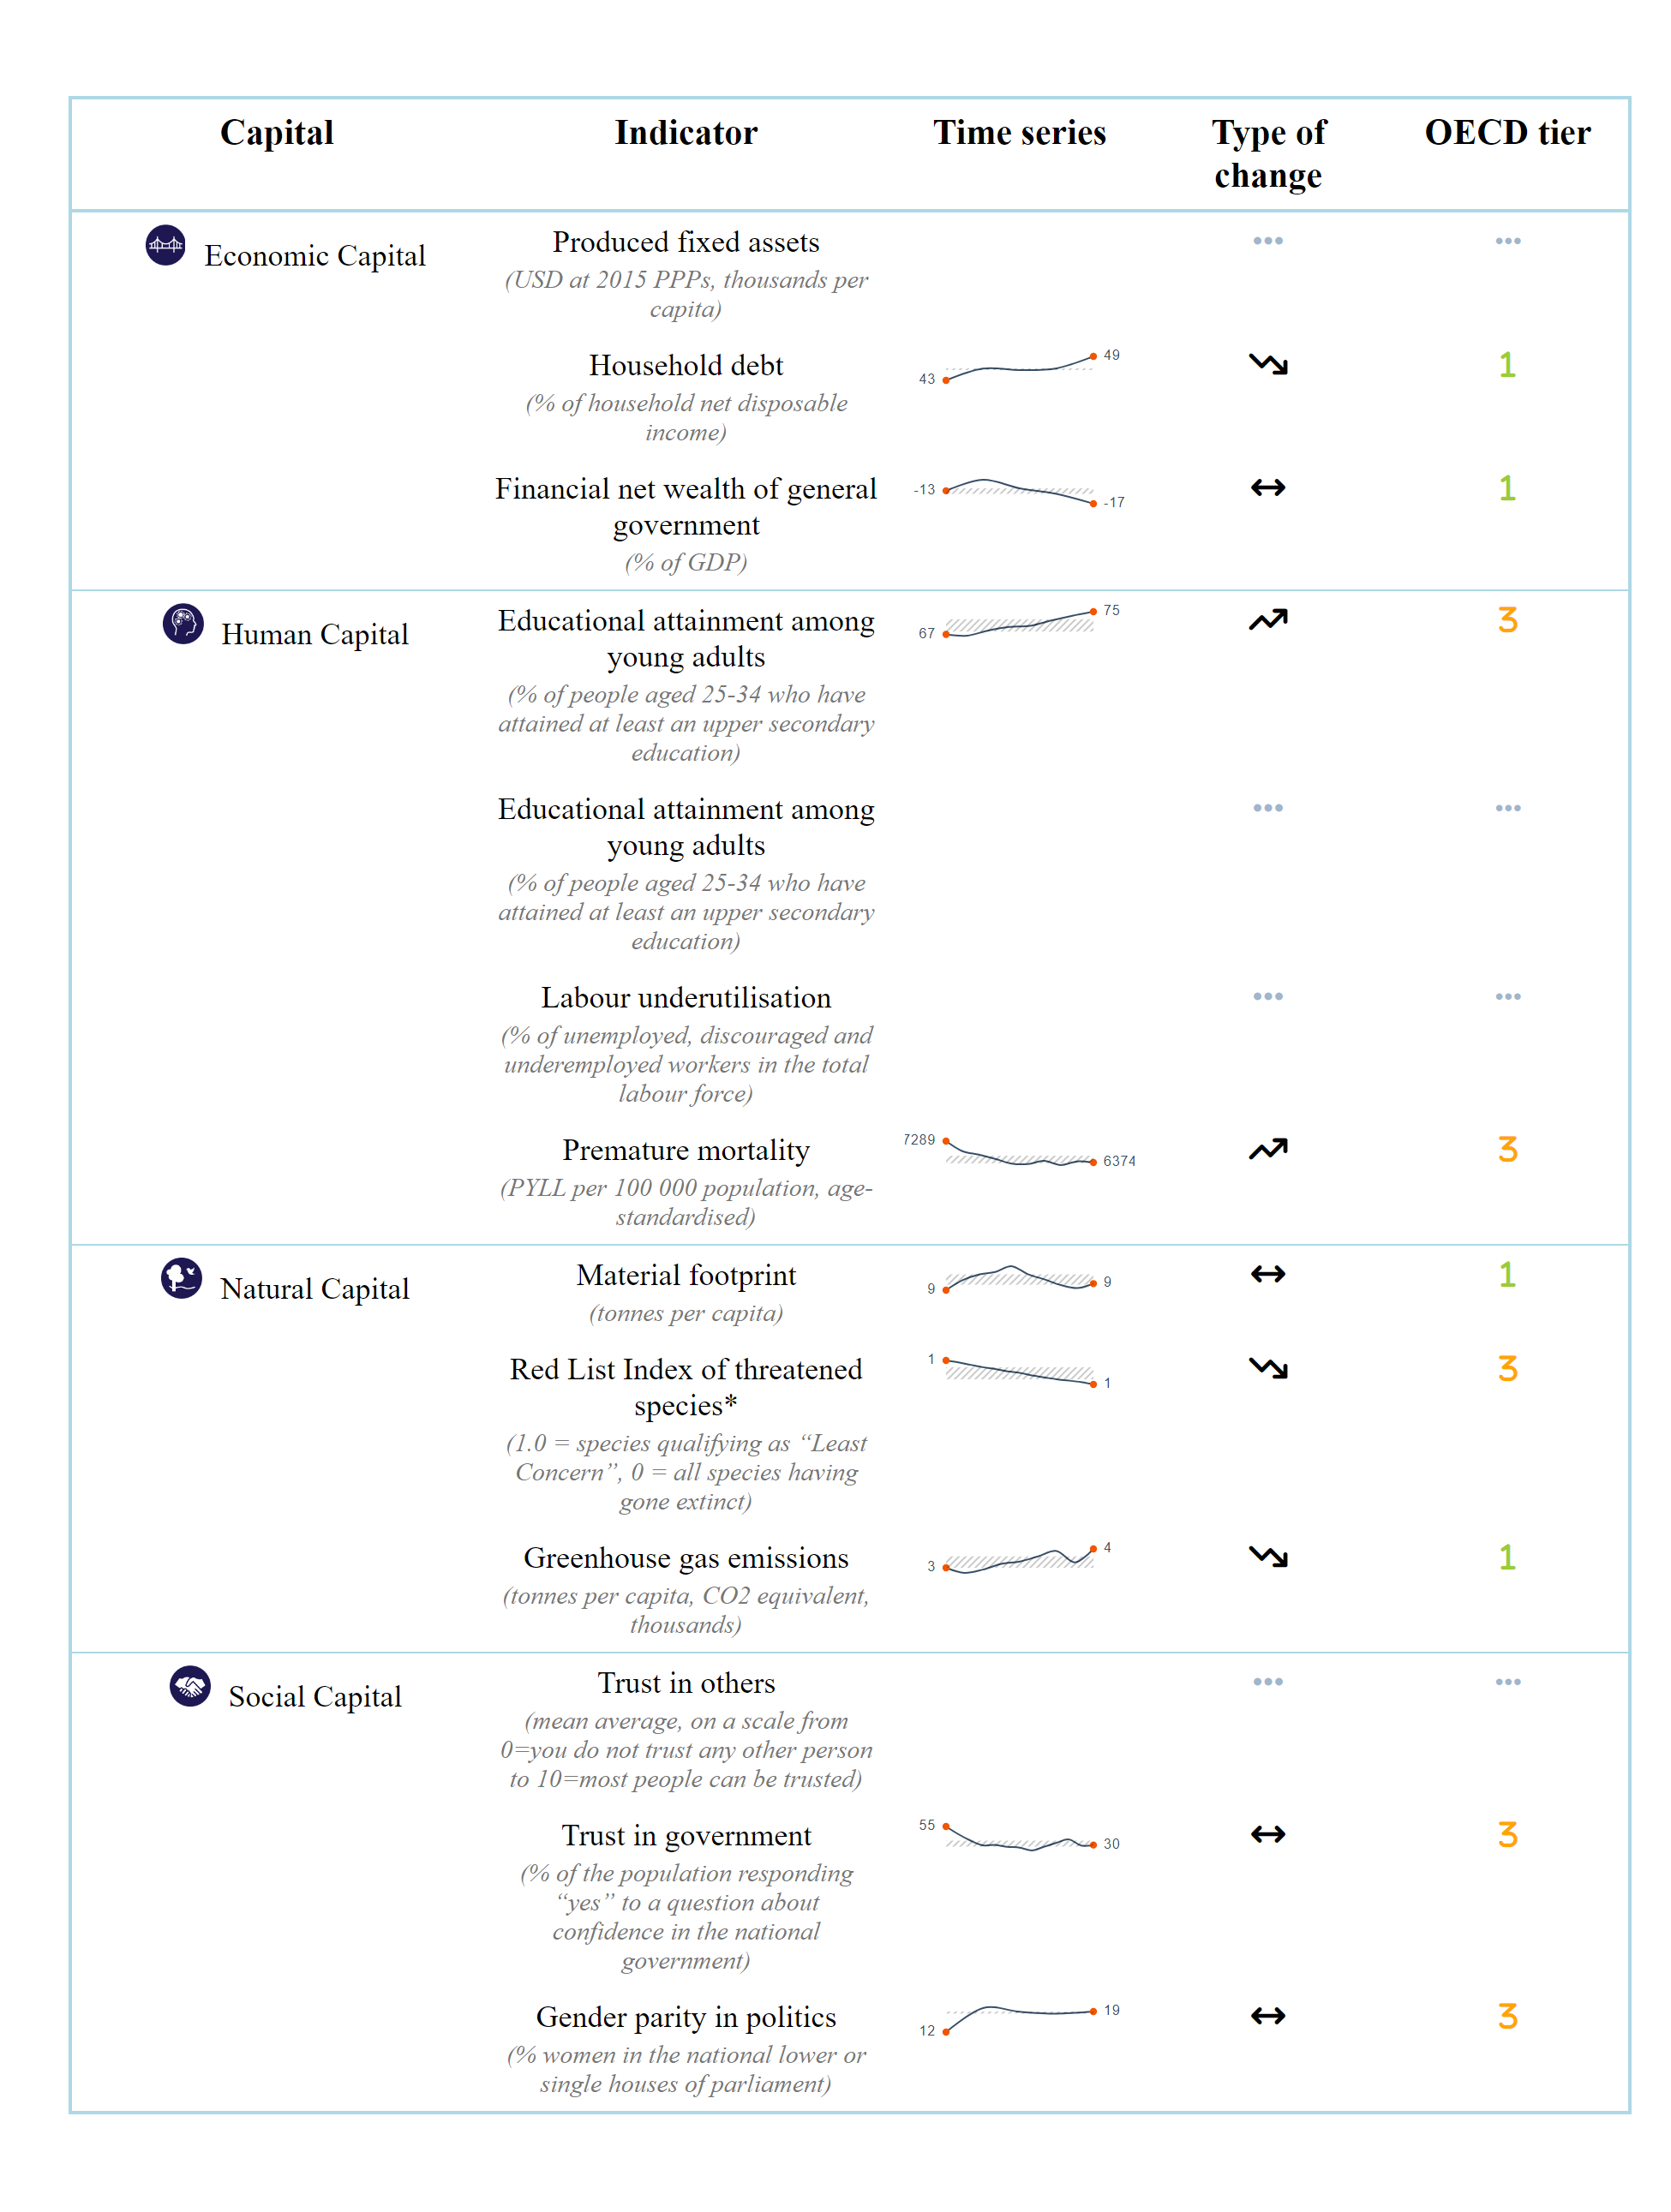 Capital Indicator Time series Type of
change OECD tier
Economic Capital
Produced fixed assets
(USD at 2015 PPPs, thousands per
capita)
Household debt
(% of household net disposable
income)
43 49 1
Financial net wealth of general
government
(% of GDP)
-13 -17 1
Human Capital
Educational attainment among
young adults
(% of people aged 25-34 who have
attained at least an upper secondary
education)
67 75 3
Educational attainment among
young adults
(% of people aged 25-34 who have
attained at least an upper secondary
education)
Labour underutilisation
(% of unemployed, discouraged and
underemployed workers in the total
labour force)
Premature mortality
(PYLL per 100 000 population, age-
standardised)
7289 6374 3
Natural Capital
Material footprint
(tonnes per capita)
9 9 1
Red List Index of threatened
species*
(1.0 = species qualifying as “Least
Concern”, 0 = all species having
gone extinct)
1 1 3
Greenhouse gas emissions
(tonnes per capita, CO2 equivalent,
thousands)
3 4 1
Social Capital
Trust in others
(mean average, on a scale from
0=you do not trust any other person
to 10=most people can be trusted)
Trust in government
(% of the population responding
“yes” to a question about
confidence in the national
government)
55 30 3
Gender parity in politics
(% women in the national lower or
single houses of parliament)
12 19 3